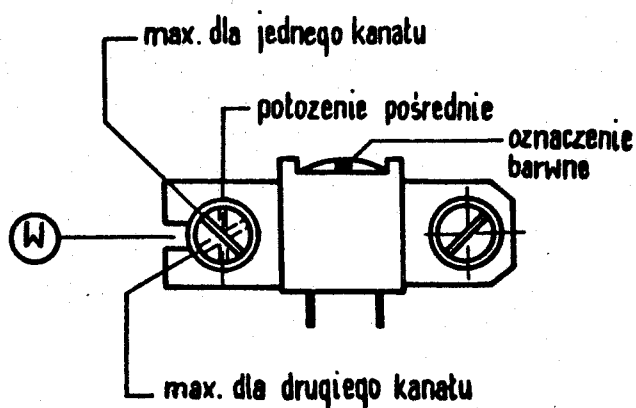 max. dla jednego kanału
położenie pośrednie
oznaczenie
barwne
W
max. dla drugiego kanału